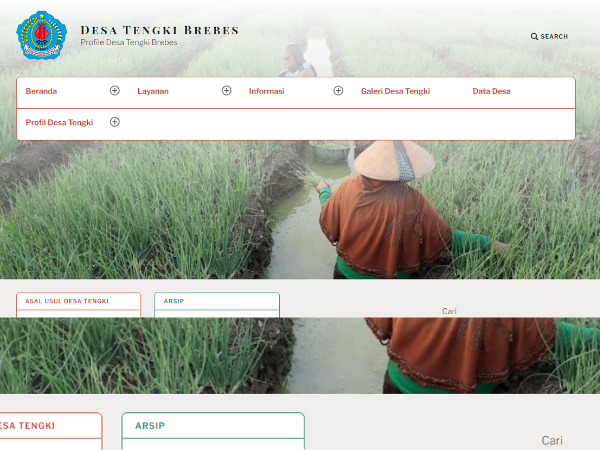 Desa Tengki Brebes
Profile Desa Tengki Brebes
SEARCH
Beranda
Layanan
Informasi
Galeri Desa Tengki
Data Desa
Profil Desa Tengki
ASAL USUL DESA TENGKI
ARSIP
Cari
ESA TENGKI
ARSIP
Cari